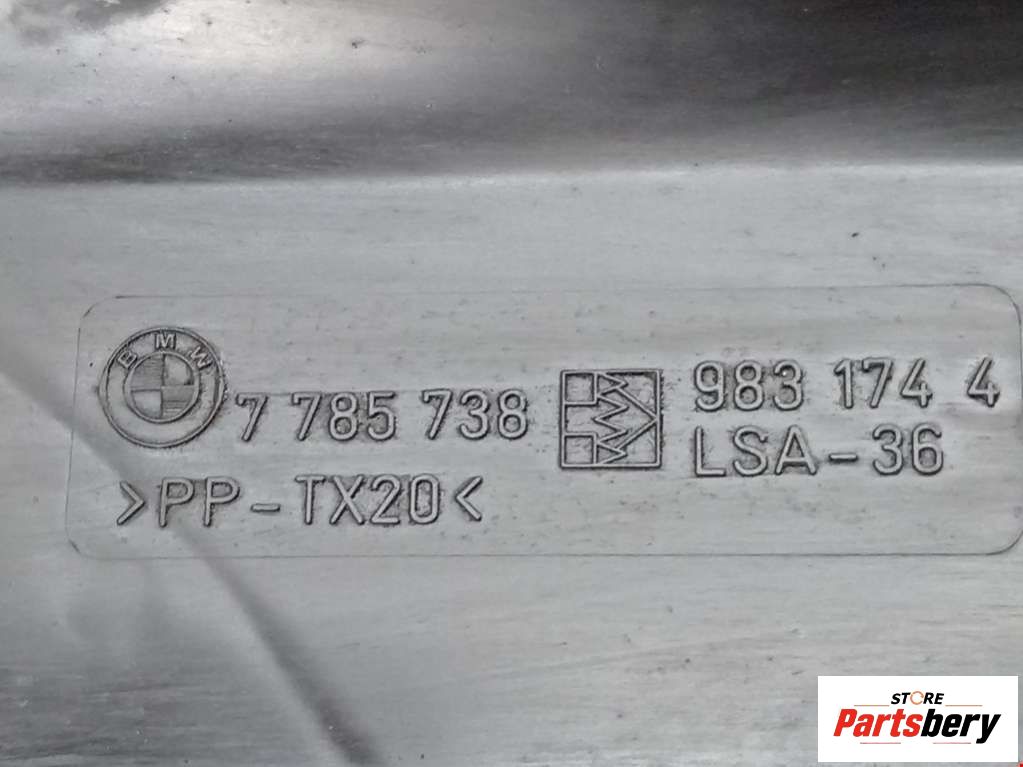 BMW
7 785 738
983 174 4
LSA-36
>PP-TX20<
STORE
Partsbery